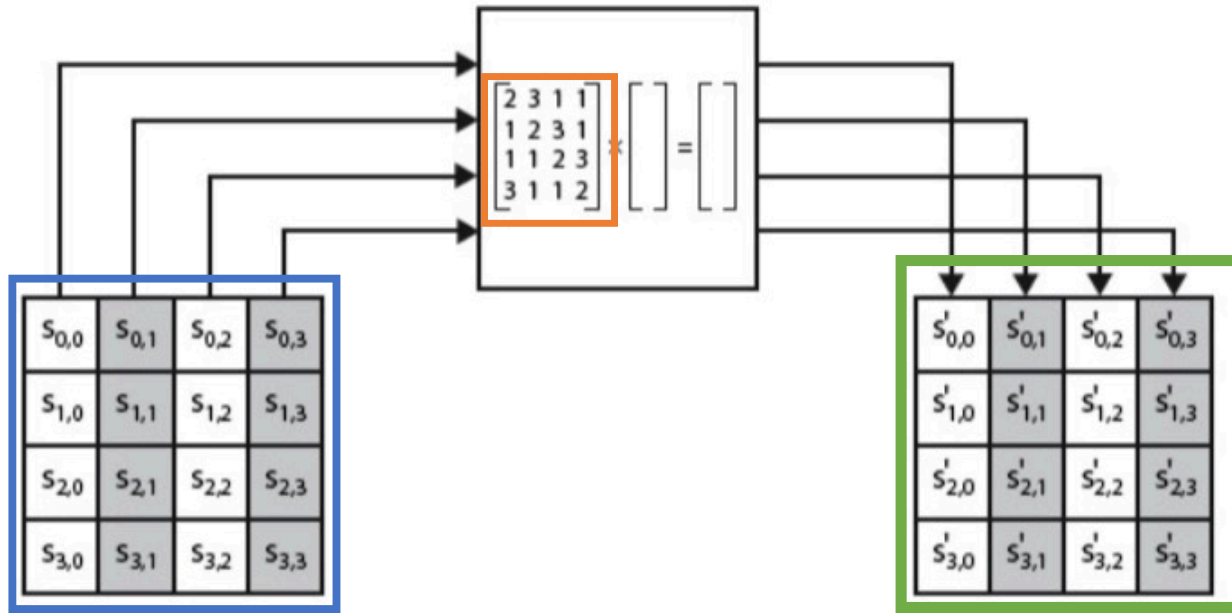 2 3 1 1
1 2 3 1
1 1 2 3
3 1 1 2
× =
S0,0 S0,1 S0,2 S0,3
S1,0 S1,1 S1,2 S1,3
S2,0 S2,1 S2,2 S2,3
S3,0 S3,1 S3,2 S3,3
S'0,0 S'0,1 S'0,2 S'0,3
S'1,0 S'1,1 S'1,2 S'1,3
S'2,0 S'2,1 S'2,2 S'2,3
S'3,0 S'3,1 S'3,2 S'3,3